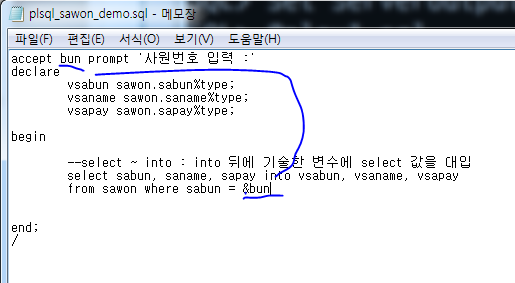 plsql_sawon_demo.sql - 메모장
파일(F) 편집(E) 서식(O) 보기(V) 도움말(H)
accept bun prompt '사원번호 입력 :'
declare
vsabun sawon.sabun%type;
vsaname sawon.saname%type;
vsapay sawon.sapay%type;
begin
--select ~ into : into 뒤에 기술한 변수에 select 값을 대입
select sabun, saname, sapay into vsabun, vsaname, vsapay
from sawon where sabun = &bun
end;
/